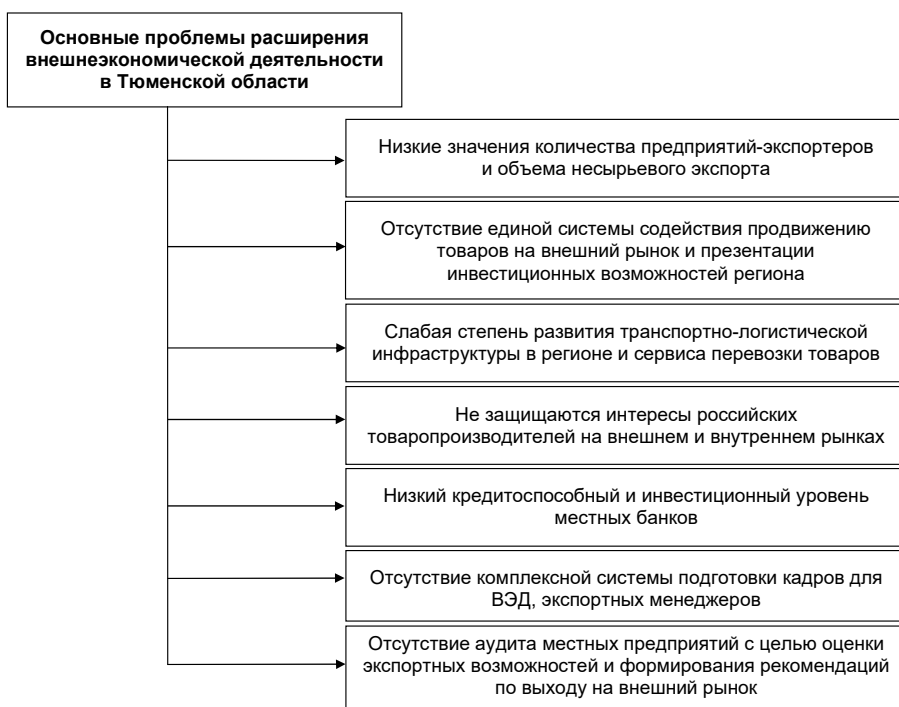 Основные проблемы расширения
внешнеэкономической деятельности
в Тюменской области
Низкие значения количества предприятий-экспортеров
и объема несырьевого экспорта
Отсутствие единой системы содействия продвижению
товаров на внешний рынок и презентации
инвестиционных возможностей региона
Слабая степень развития транспортно-логистической
инфраструктуры в регионе и сервиса перевозки товаров
Не защищаются интересы российских
товаропроизводителей на внешнем и внутреннем рынках
Низкий кредитоспособный и инвестиционный уровень
местных банков
Отсутствие комплексной системы подготовки кадров для
ВЭД, экспортных менеджеров
Отсутствие аудита местных предприятий с целью оценки
экспортных возможностей и формирования рекомендаций
по выходу на внешний рынок